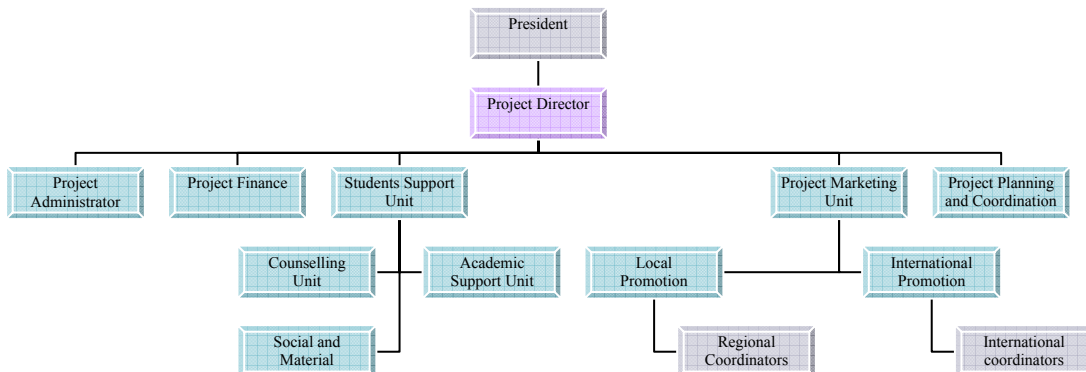 President
Project Director
Project
Administrator
Project Finance
Students Support
Unit
Project Marketing
Unit
Project Planning
and Coordination
Counselling
Unit
Academic
Support Unit
Local
Promotion
International
Promotion
Social and
Material
Regional
Coordinators
International
coordinators